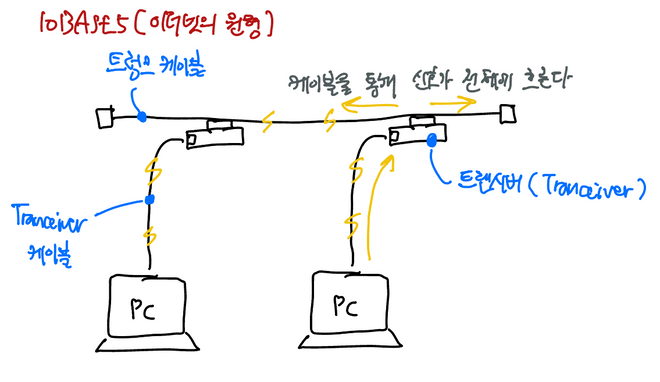 10BASE5 (이더넷의 원형)
트렁크 케이블
케이블을 통해 신호가 전체에 흐른다
트랜시버 (Tranceiver)
Tranceiver
케이블
PC
PC